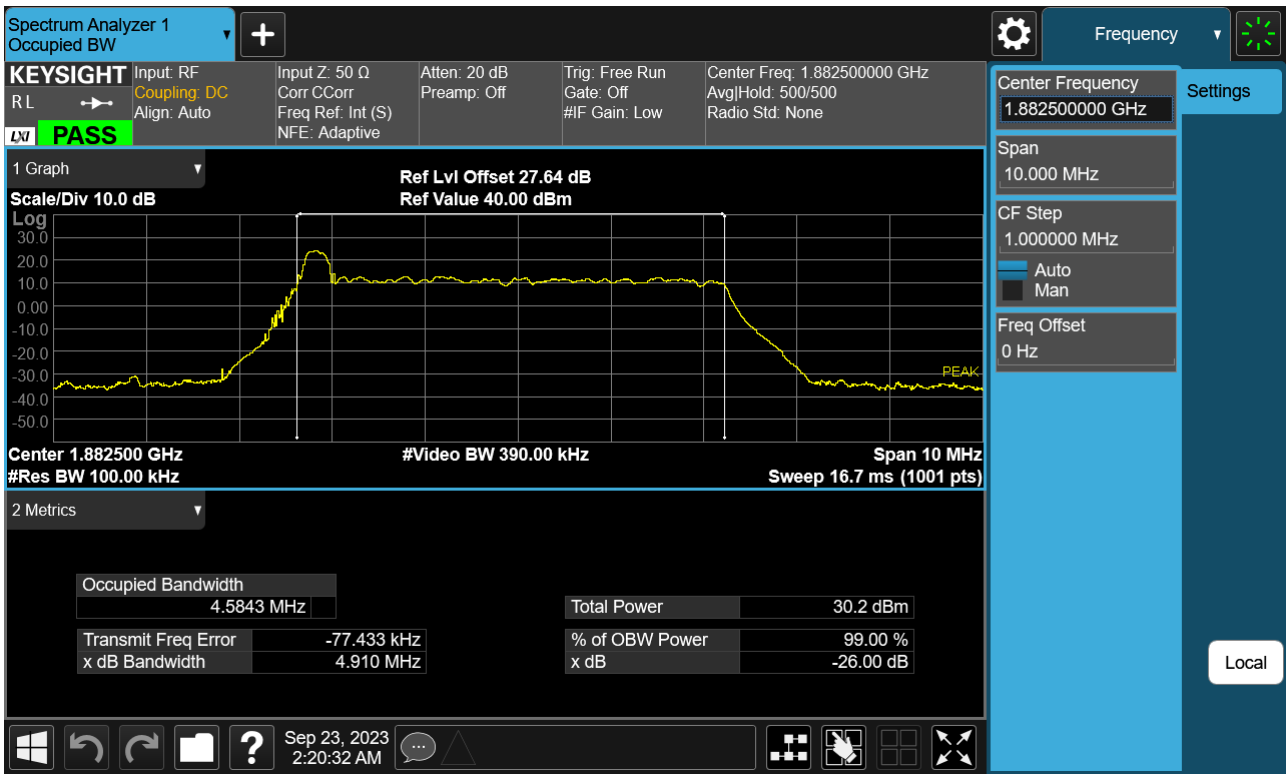 Spectrum Analyzer 1
Occupied BW
Frequency
KEYSIGHT
R L
LXI PASS
Input: RF
Coupling: DC
Align: Auto
Input Z: 50 Ω
Corr CCorr
Freq Ref: Int (S)
NFE: Adaptive
Atten: 20 dB
Preamp: Off
Trig: Free Run
Gate: Off
#IF Gain: Low
Center Freq: 1.882500000 GHz
Avg|Hold: 500/500
Radio Std: None
Center Frequency
1.882500000 GHz
Settings
Span
10.000 MHz
CF Step
1.000000 MHz
Auto
Man
Freq Offset
0 Hz
Local
1 Graph
Scale/Div 10.0 dB
Ref Lvl Offset 27.64 dB
Ref Value 40.00 dBm
Log
30.0
20.0
10.0
0.00
-10.0
-20.0
-30.0
-40.0
-50.0
PEAK
Center 1.882500 GHz
#Video BW 390.00 kHz
Span 10 MHz
#Res BW 100.00 kHz
Sweep 16.7 ms (1001 pts)
2 Metrics
Occupied Bandwidth
4.5843 MHz
Total Power 30.2 dBm
Transmit Freq Error -77.433 kHz
% of OBW Power 99.00 %
x dB Bandwidth 4.910 MHz
x dB -26.00 dB
?
Sep 23, 2023
2:20:32 AM